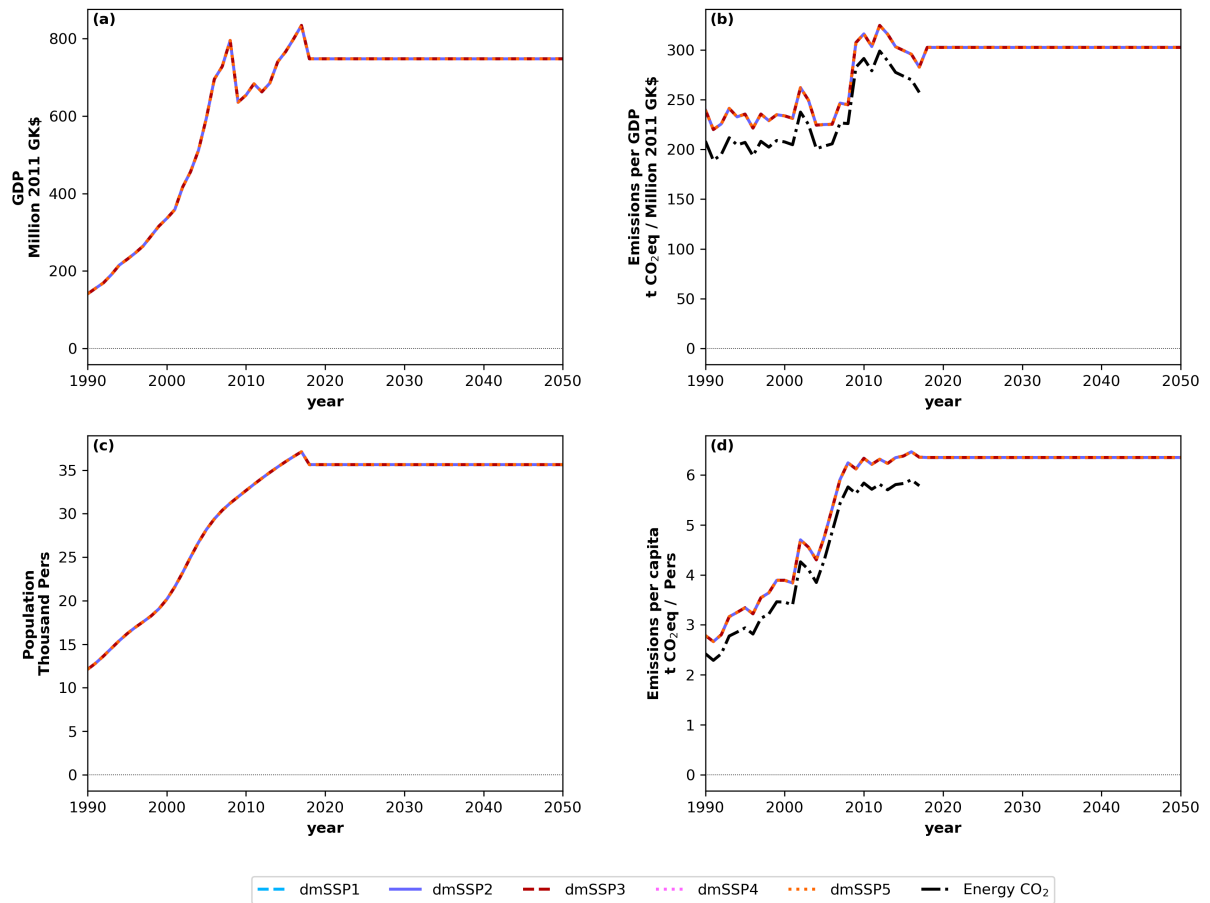 (a)
800
600
400
200
0
GDP
Million 2011 GK$
1990 2000 2010 2020 2030 2040 2050
year
(b)
300
250
200
150
100
50
0
Emissions per GDP
t CO₂eq / Million 2011 GK$
1990 2000 2010 2020 2030 2040 2050
year
(c)
35
30
25
20
15
10
5
0
Population
Thousand Pers
1990 2000 2010 2020 2030 2040 2050
year
(d)
6
5
4
3
2
1
0
Emissions per capita
t CO₂eq / Pers
1990 2000 2010 2020 2030 2040 2050
year
dmSSP1 dmSSP2 dmSSP3 dmSSP4 dmSSP5 Energy CO₂